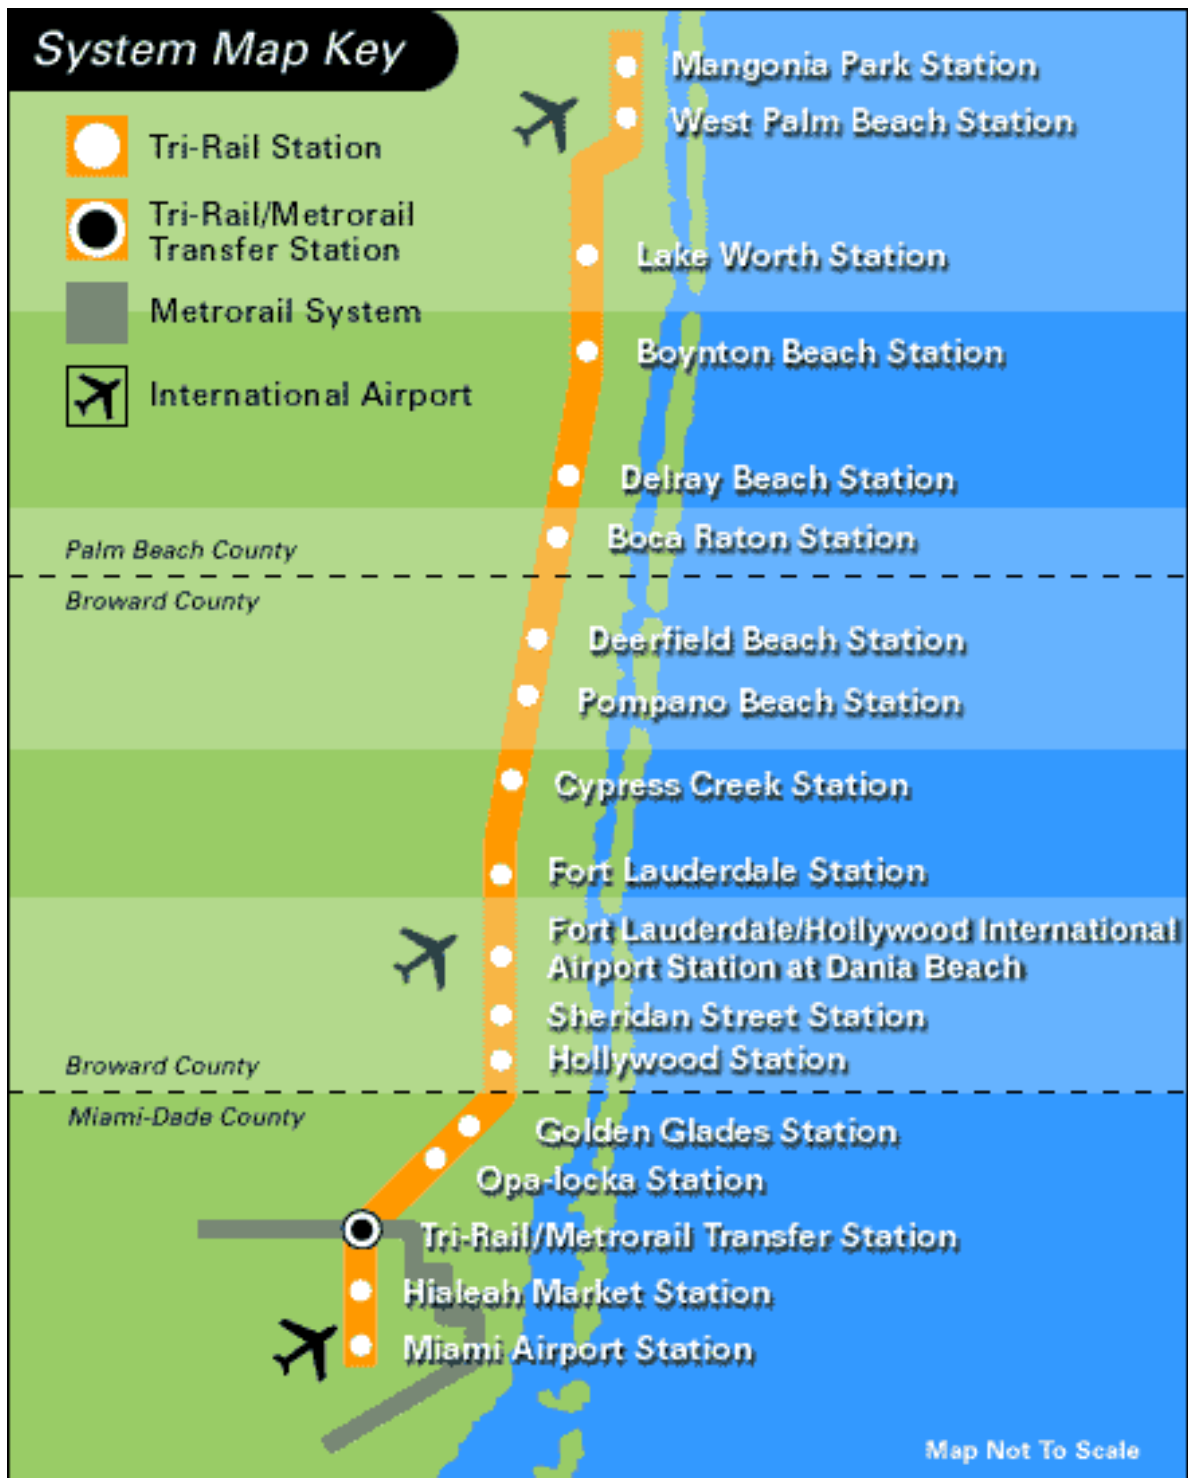 System Map Key
Tri-Rail Station
Tri-Rail/Metrorail
Transfer Station
Metrorail System
International Airport
Mangonia Park Station
West Palm Beach Station
Lake Worth Station
Boynton Beach Station
Delray Beach Station
Boca Raton Station
Palm Beach County
Broward County
Deerfield Beach Station
Pompano Beach Station
Cypress Creek Station
Fort Lauderdale Station
Fort Lauderdale/Hollywood International
Airport Station at Dania Beach
Sheridan Street Station
Hollywood Station
Broward County
Miami-Dade County
Golden Glades Station
Opa-locka Station
Tri-Rail/Metrorail Transfer Station
Hialeah Market Station
Miami Airport Station
Map Not To Scale